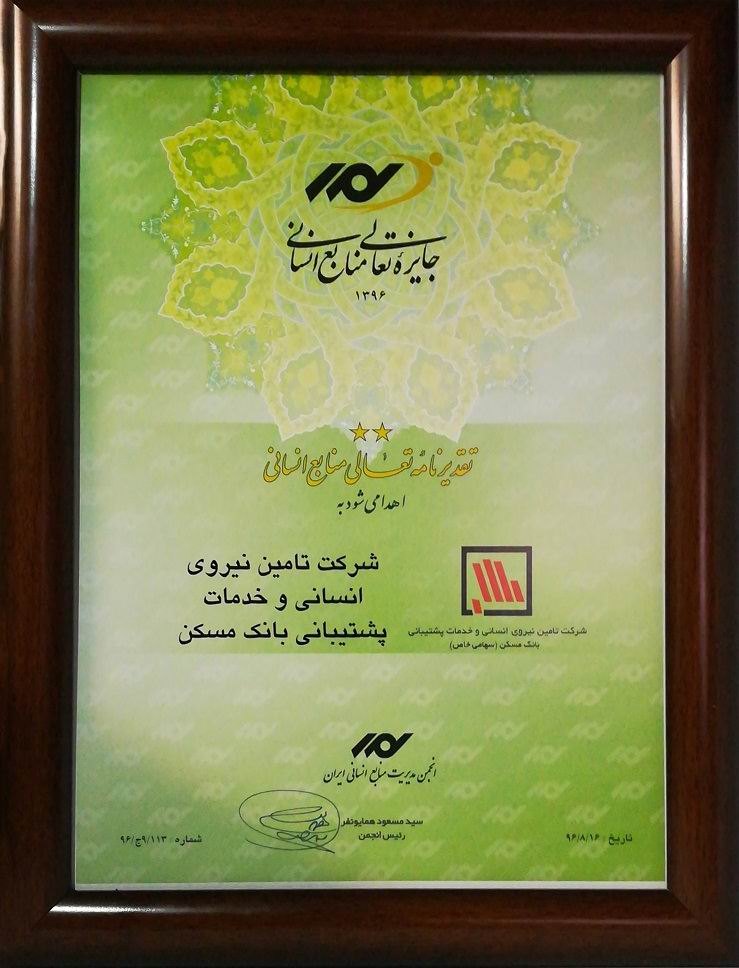 جایزهٔ تعالی منابع انسانی
۱۳۹۶
تقدیرنامهٔ تعالی منابع انسانی
اهدا می شود به
شرکت تامین نیروی
انسانی و خدمات
پشتیبانی بانک مسکن
شرکت تامین نیروی انسانی و خدمات پشتیبانی
بانک مسکن (سهامی خاص)
انجمن مدیریت منابع انسانی ایران
سید مسعود همایونفر
رئیس انجمن
تاریخ : ۹۶/۸/۱۶
شماره : ۹۶/ج۹/۱۱۳